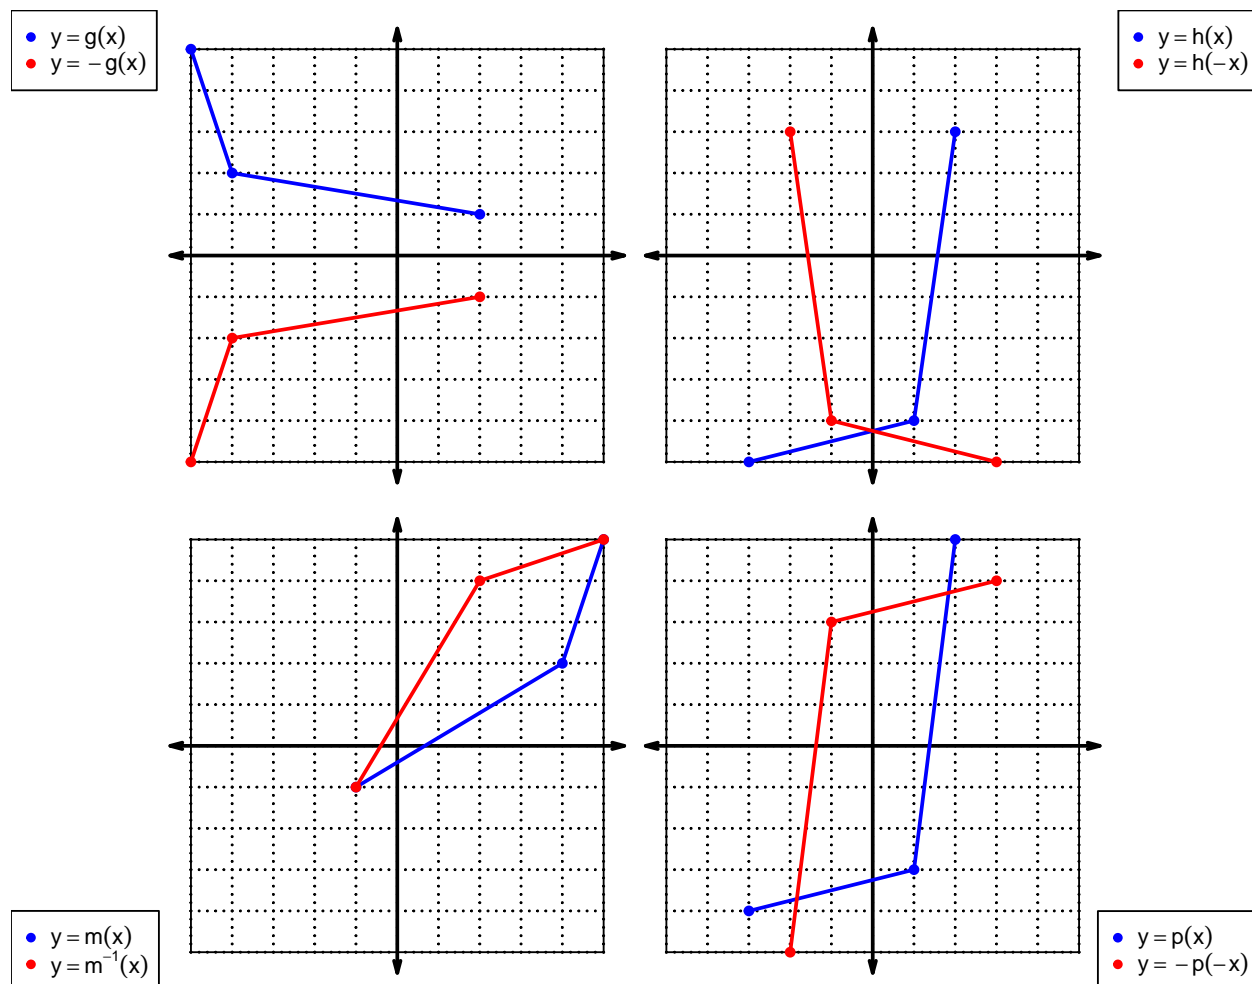 y = g(x)
y = −g(x)
y = h(x)
y = h(−x)
y = m(x)
y = m⁻¹(x)
y = p(x)
y = −p(−x)